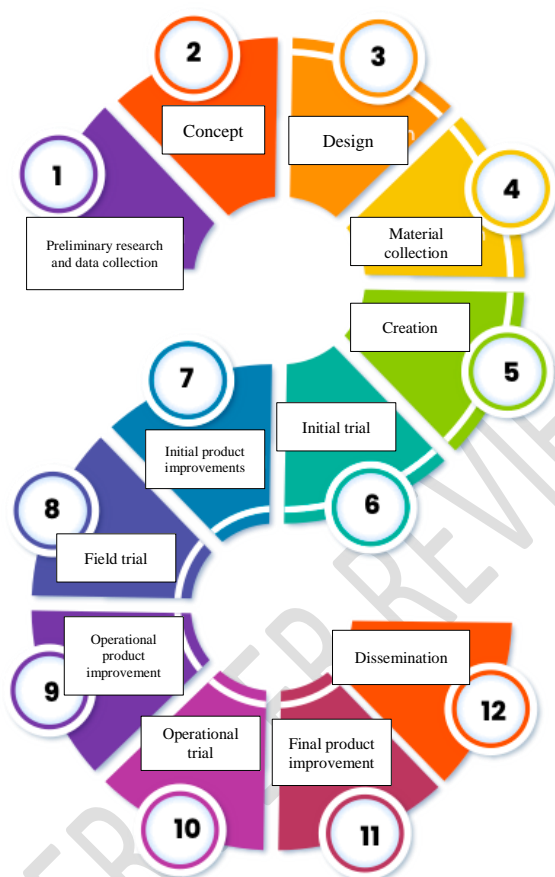 1
Preliminary research
and data collection
2
Concept
3
Design
4
Material
collection
5
Creation
6
Initial trial
7
Initial product
improvements
8
Field trial
9
Operational
product
improvement
10
Operational
trial
11
Final product
improvement
12
Dissemination